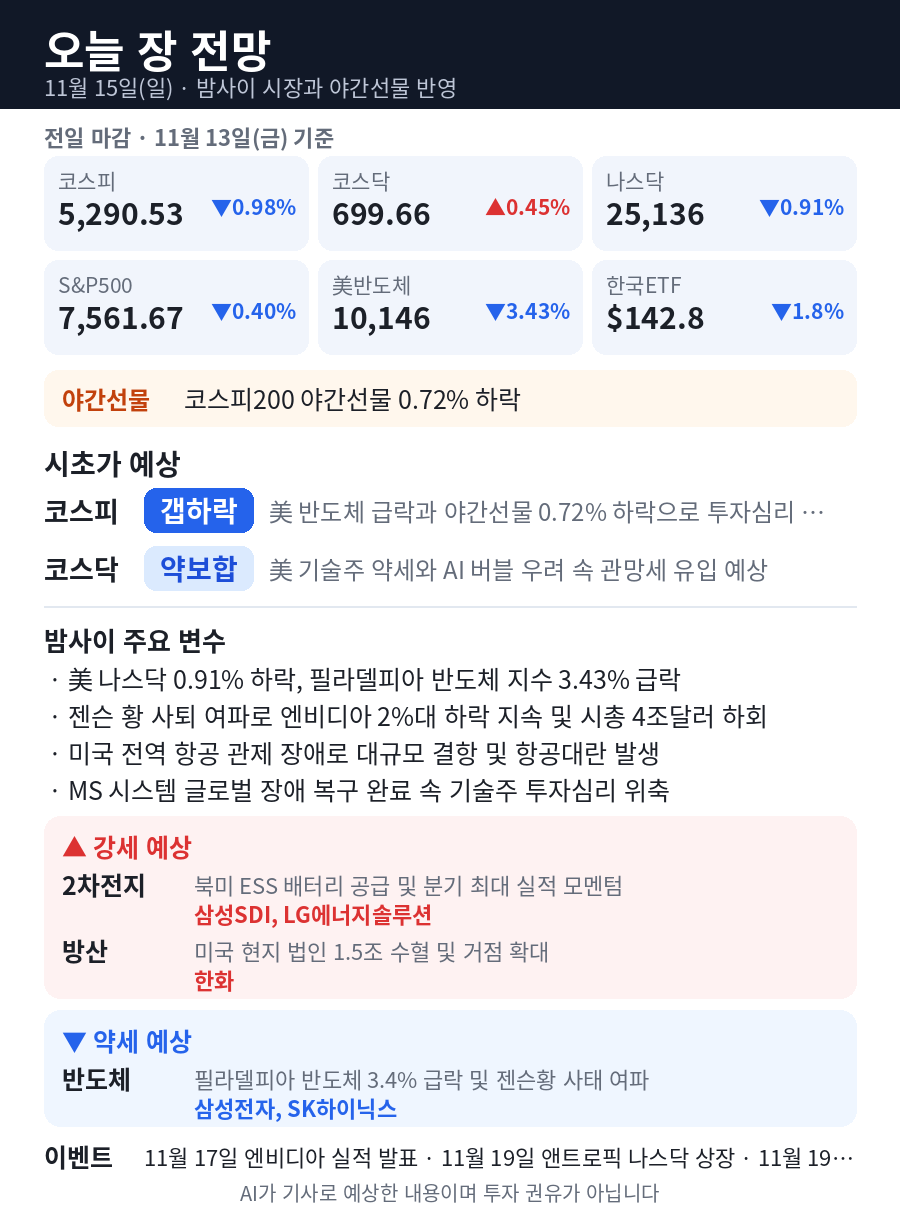 오늘 장 전망
11월 15일(일) · 밤사이 시장과 야간선물 반영
전일 마감 · 11월 13일(금) 기준
코스피
5,290.53 ▼0.98%
코스닥
699.66 ▲0.45%
나스닥
25,136 ▼0.91%
S&P500
7,561.67 ▼0.40%
美반도체
10,146 ▼3.43%
한국ETF
$142.8 ▼1.8%
야간선물 코스피200 야간선물 0.72% 하락
시초가 예상
코스피 갭하락 美 반도체 급락과 야간선물 0.72% 하락으로 투자심리 …
코스닥 약보합 美 기술주 약세와 AI 버블 우려 속 관망세 유입 예상
밤사이 주요 변수
· 美 나스닥 0.91% 하락, 필라델피아 반도체 지수 3.43% 급락
· 젠슨 황 사퇴 여파로 엔비디아 2%대 하락 지속 및 시총 4조달러 하회
· 미국 전역 항공 관제 장애로 대규모 결항 및 항공대란 발생
· MS 시스템 글로벌 장애 복구 완료 속 기술주 투자심리 위축
▲ 강세 예상
2차전지 북미 ESS 배터리 공급 및 분기 최대 실적 모멘텀
삼성SDI, LG에너지솔루션
방산 미국 현지 법인 1.5조 수혈 및 거점 확대
한화
▼ 약세 예상
반도체 필라델피아 반도체 3.4% 급락 및 젠슨황 사태 여파
삼성전자, SK하이닉스
이벤트 11월 17일 엔비디아 실적 발표 · 11월 19일 앤트로픽 나스닥 상장 · 11월 19…
AI가 기사로 예상한 내용이며 투자 권유가 아닙니다